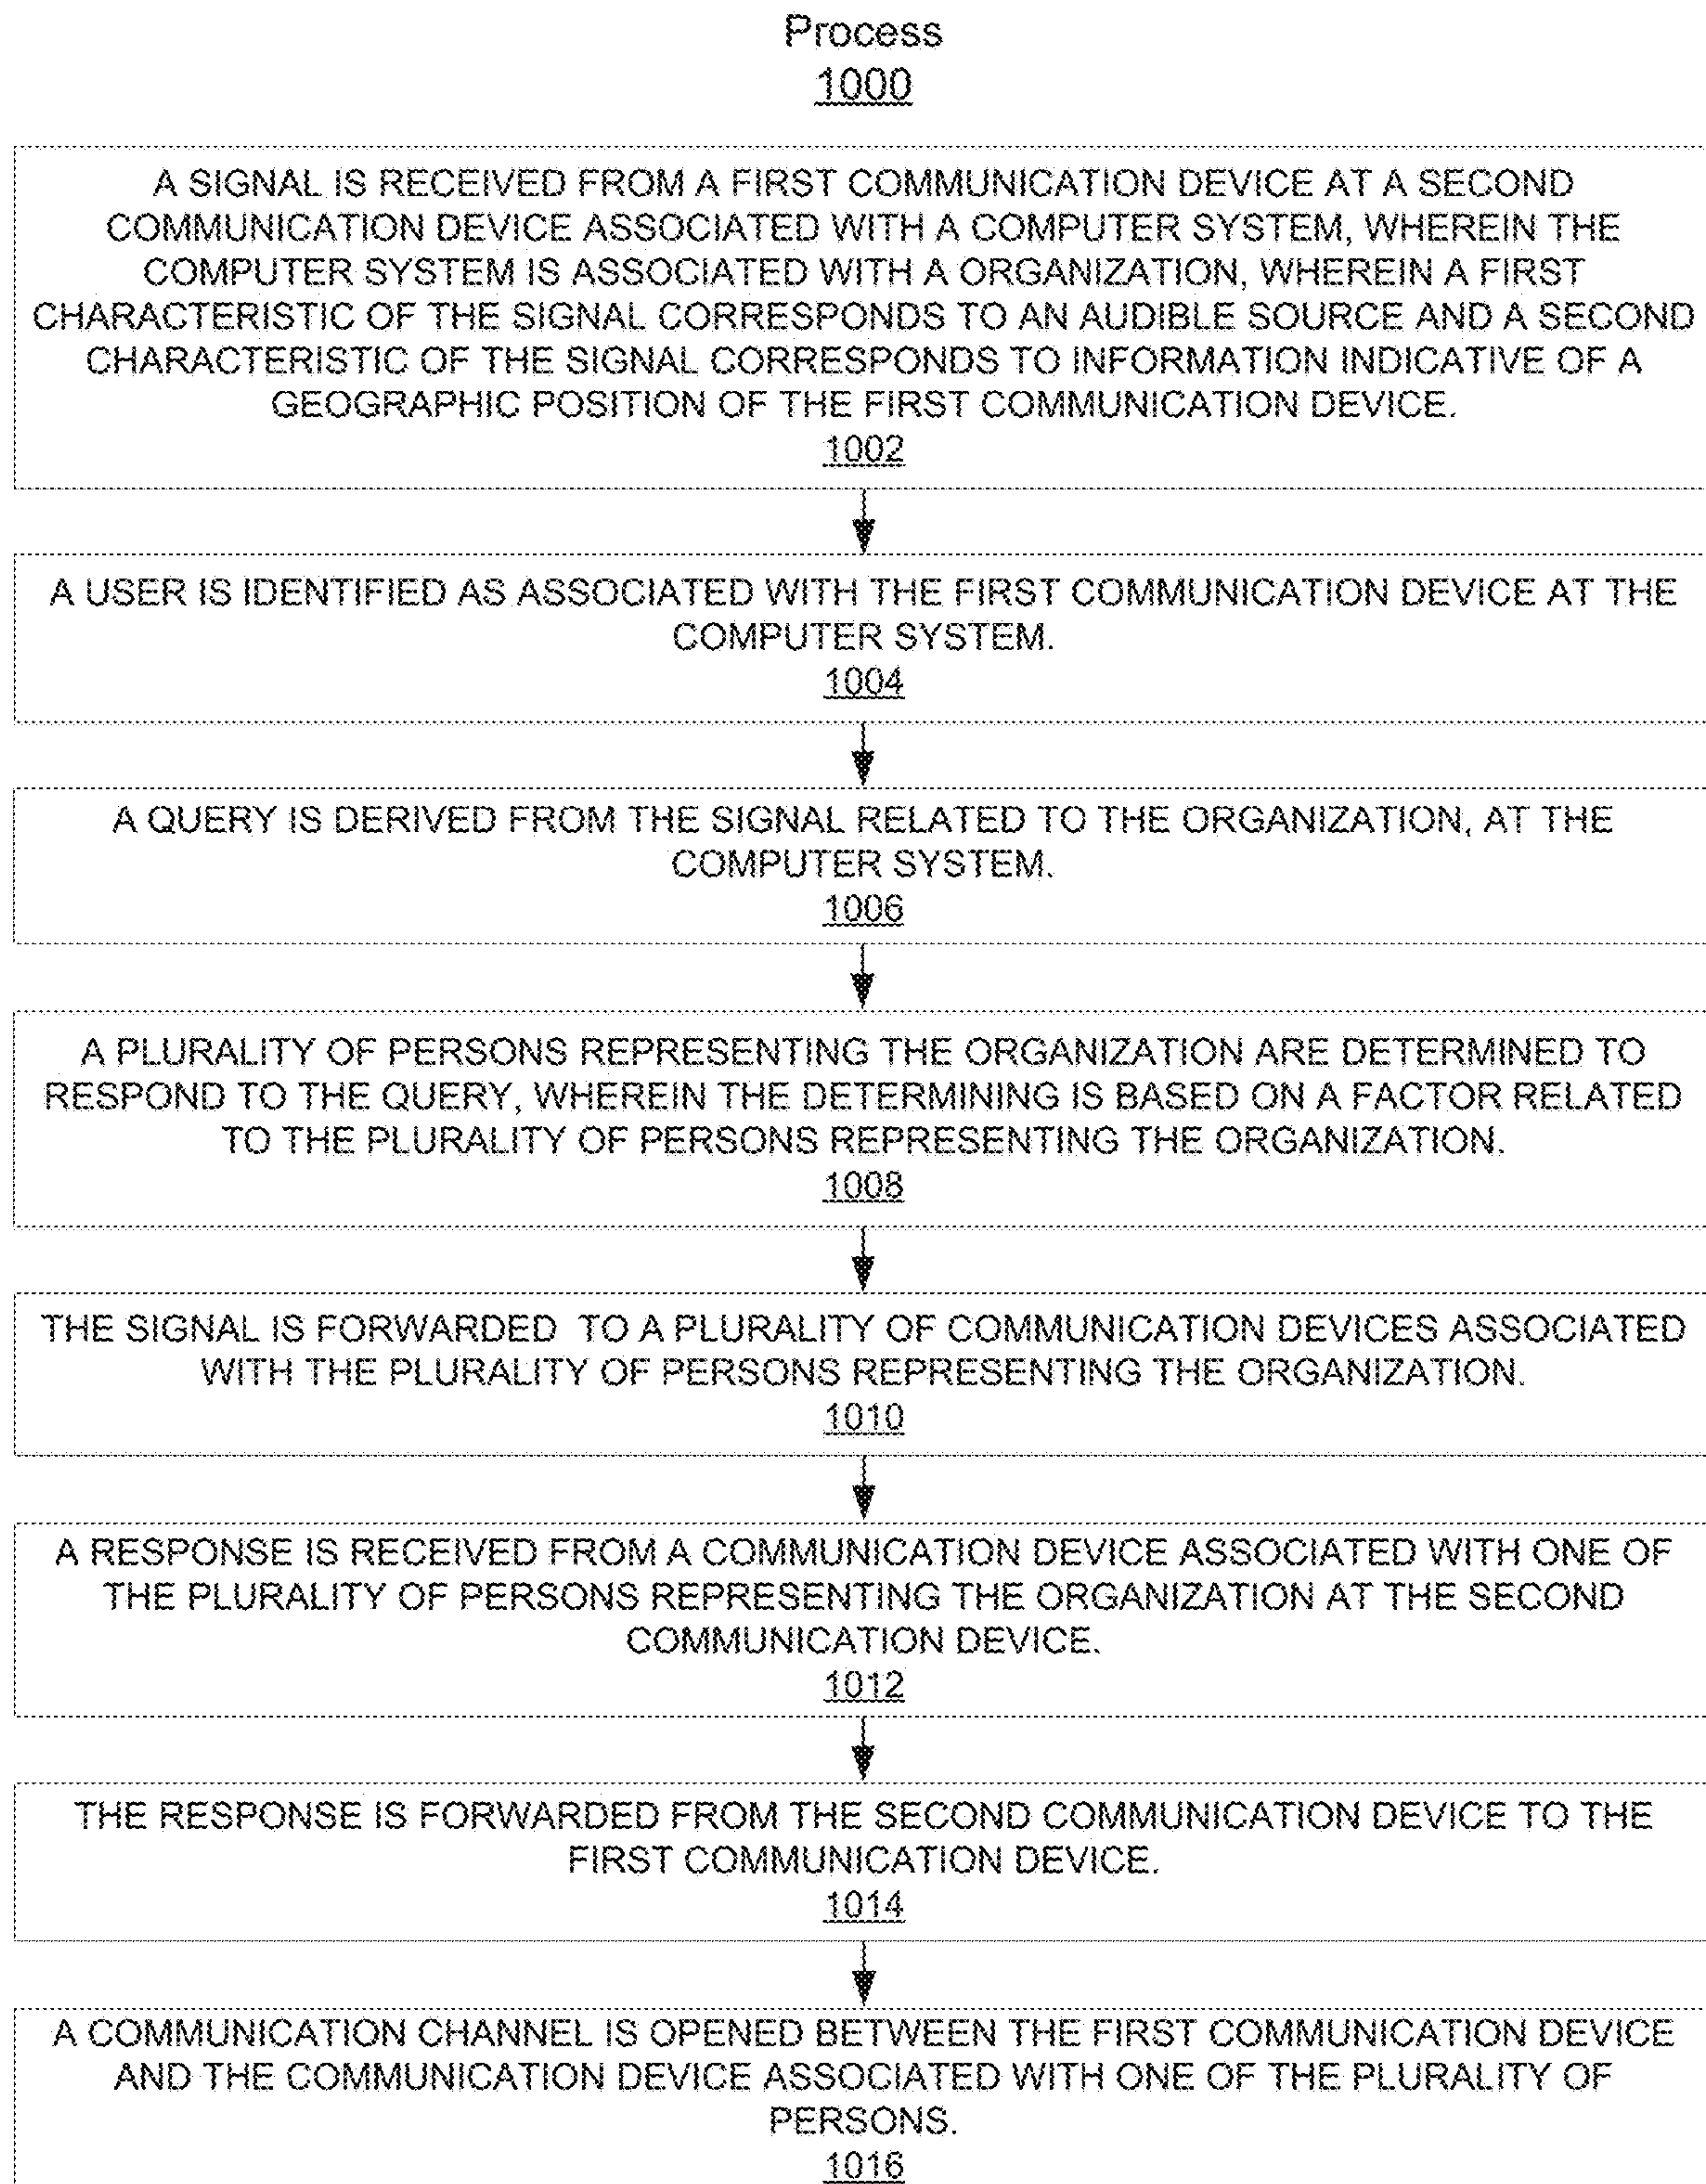 Process
1000
A SIGNAL IS RECEIVED FROM A FIRST COMMUNICATION DEVICE AT A SECOND
COMMUNICATION DEVICE ASSOCIATED WITH A COMPUTER SYSTEM, WHEREIN THE
COMPUTER SYSTEM IS ASSOCIATED WITH A ORGANIZATION, WHEREIN A FIRST
CHARACTERISTIC OF THE SIGNAL CORRESPONDS TO AN AUDIBLE SOURCE AND A SECOND
CHARACTERISTIC OF THE SIGNAL CORRESPONDS TO INFORMATION INDICATIVE OF A
GEOGRAPHIC POSITION OF THE FIRST COMMUNICATION DEVICE.
1002
A USER IS IDENTIFIED AS ASSOCIATED WITH THE FIRST COMMUNICATION DEVICE AT THE
COMPUTER SYSTEM.
1004
A QUERY IS DERIVED FROM THE SIGNAL RELATED TO THE ORGANIZATION, AT THE
COMPUTER SYSTEM.
1006
A PLURALITY OF PERSONS REPRESENTING THE ORGANIZATION ARE DETERMINED TO
RESPOND TO THE QUERY, WHEREIN THE DETERMINING IS BASED ON A FACTOR RELATED
TO THE PLURALITY OF PERSONS REPRESENTING THE ORGANIZATION.
1008
THE SIGNAL IS FORWARDED TO A PLURALITY OF COMMUNICATION DEVICES ASSOCIATED
WITH THE PLURALITY OF PERSONS REPRESENTING THE ORGANIZATION.
1010
A RESPONSE IS RECEIVED FROM A COMMUNICATION DEVICE ASSOCIATED WITH ONE OF
THE PLURALITY OF PERSONS REPRESENTING THE ORGANIZATION AT THE SECOND
COMMUNICATION DEVICE.
1012
THE RESPONSE IS FORWARDED FROM THE SECOND COMMUNICATION DEVICE TO THE
FIRST COMMUNICATION DEVICE.
1014
A COMMUNICATION CHANNEL IS OPENED BETWEEN THE FIRST COMMUNICATION DEVICE
AND THE COMMUNICATION DEVICE ASSOCIATED WITH ONE OF THE PLURALITY OF
PERSONS.
1016